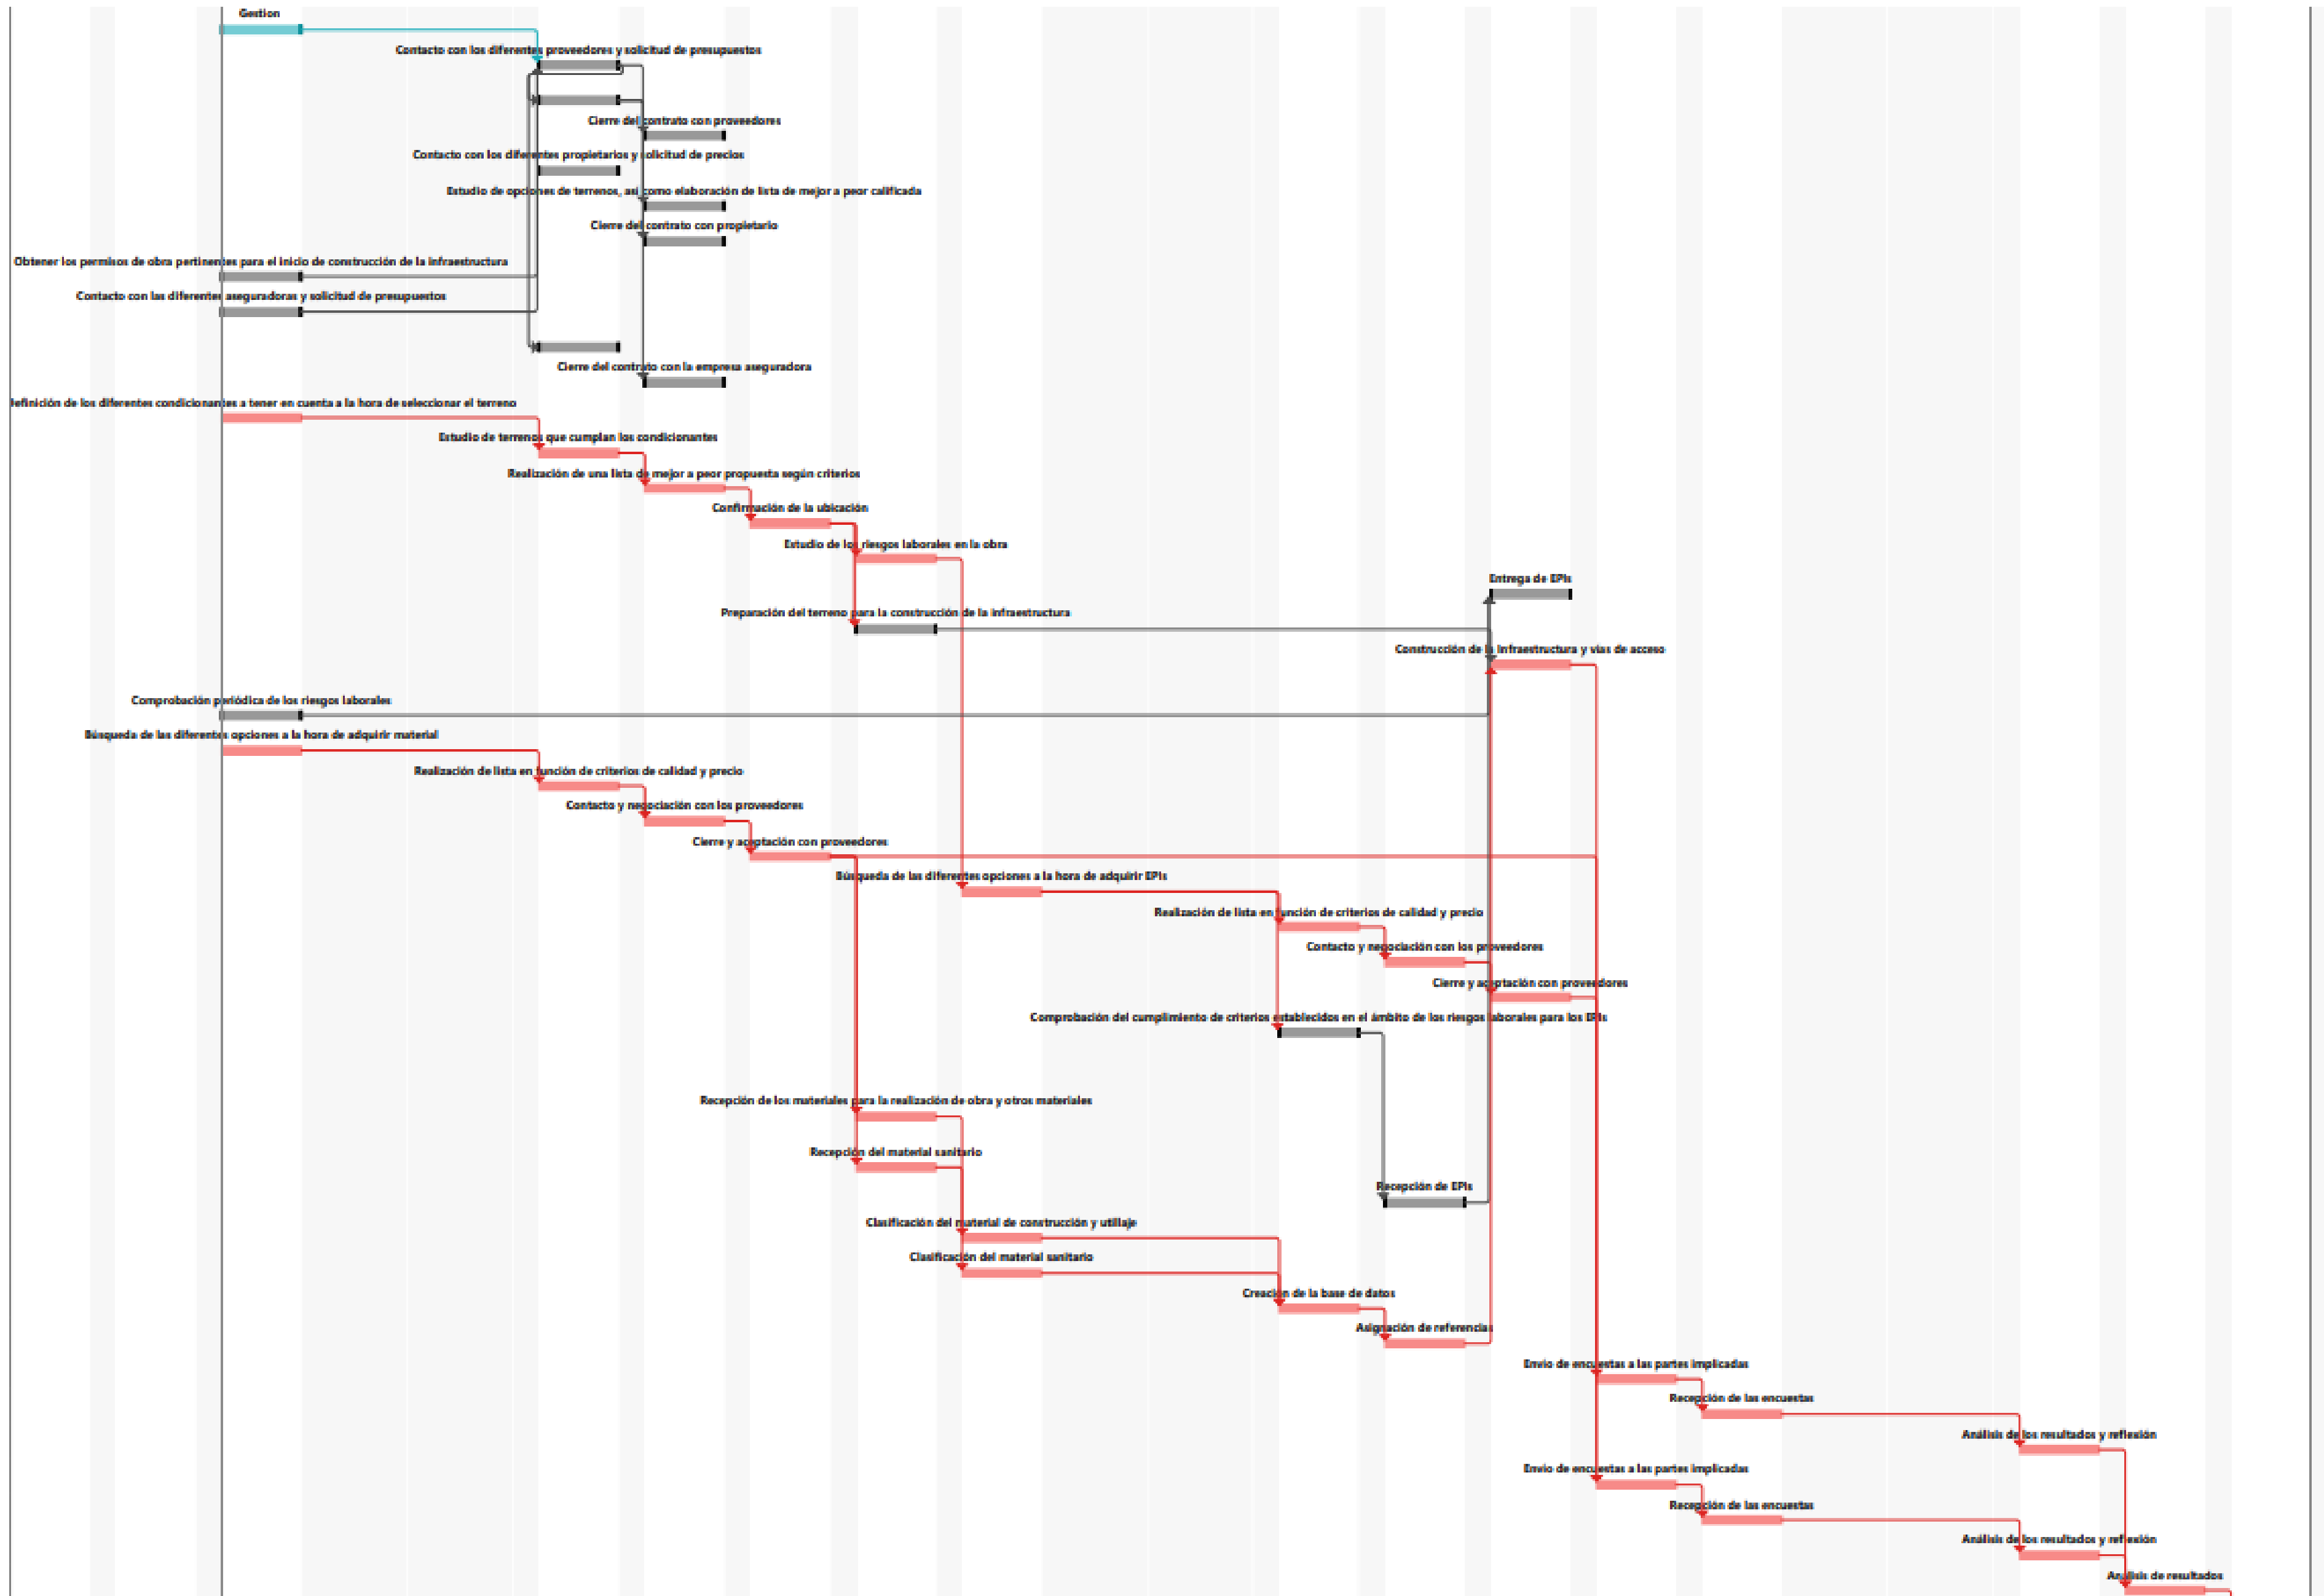 Gestion
Contacto con los diferentes proveedores y solicitud de presupuestos
Cierre del contrato con proveedores
Contacto con los diferentes propietarios y solicitud de precios
Estudio de opciones de terrenos, así como elaboración de lista de mejor a peor calificada
Cierre del contrato con propietario
Obtener los permisos de obra pertinentes para el inicio de construcción de la infraestructura
Contacto con las diferentes aseguradoras y solicitud de presupuestos
Cierre del contrato con la empresa aseguradora
efinición de los diferentes condicionantes a tener en cuenta a la hora de seleccionar el terreno
Estudio de terrenos que cumplan los condicionantes
Realización de una lista de mejor a peor propuesta según criterios
Confirmación de la ubicación
Estudio de los riesgos laborales en la obra
Entrega de EPIs
Preparación del terreno para la construcción de la infraestructura
Construcción de la Infraestructura y vías de acceso
Comprobación periódica de los riesgos laborales
Búsqueda de las diferentes opciones a la hora de adquirir material
Realización de lista en función de criterios de calidad y precio
Contacto y negociación con los proveedores
Cierre y aceptación con proveedores
Búsqueda de las diferentes opciones a la hora de adquirir EPIs
Realización de lista en función de criterios de calidad y precio
Contacto y negociación con los proveedores
Cierre y aceptación con proveedores
Comprobación del cumplimiento de criterios establecidos en el ámbito de los riesgos laborales para los EPIs
Recepción de los materiales para la realización de obra y otros materiales
Recepción del material sanitario
Recepción de EPIs
Clasificación del material de construcción y utillaje
Clasificación del material sanitario
Creación de la base de datos
Asignación de referencias
Envío de encuestas a las partes implicadas
Recepción de las encuestas
Análisis de los resultados y reflexión
Envío de encuestas a las partes implicadas
Recepción de las encuestas
Análisis de los resultados y reflexión
Análisis de resultados